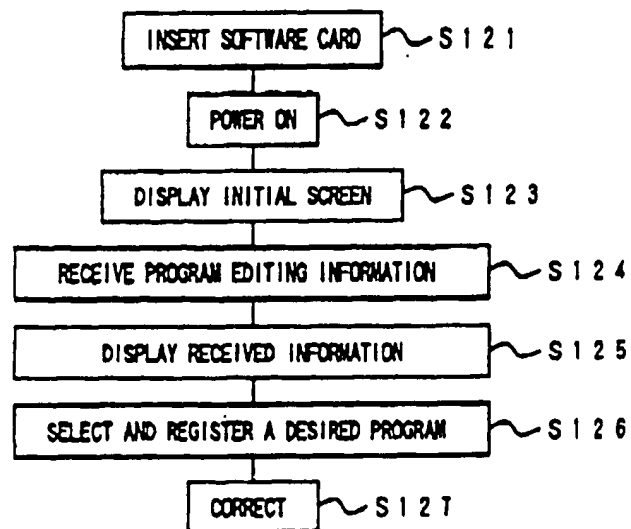 INSERT SOFTWARE CARD S121
POWER ON S122
DISPLAY INITIAL SCREEN S123
RECEIVE PROGRAM EDITING INFORMATION S124
DISPLAY RECEIVED INFORMATION S125
SELECT AND REGISTER A DESIRED PROGRAM S126
CORRECT S127